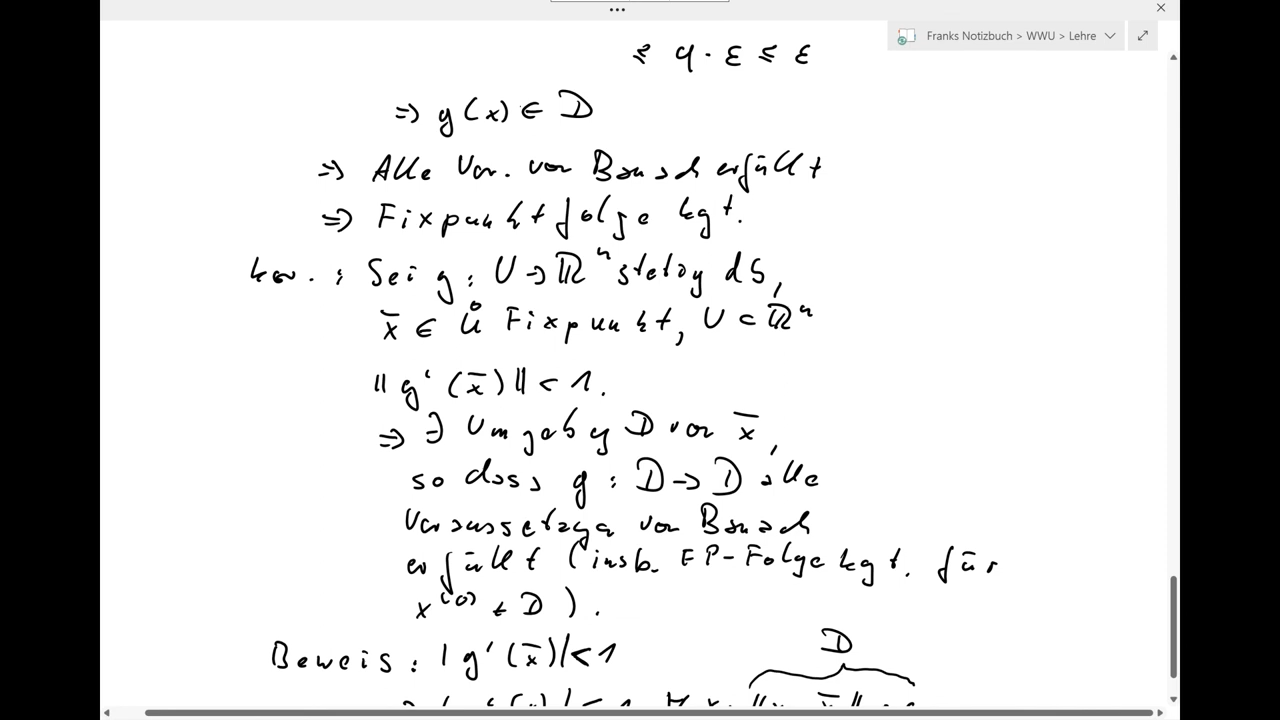 Franks Notizbuch > WWU > Lehre
≤ q · ε ≤ ε
⇒ g(x) ∈ D
⇒ Alle Vor. von Banach erfüllt
⇒ Fixpunktfolge kgt.
kor. : Sei g : U → ℝⁿ stetig db,
x̄ ∈ Ů Fixpunkt, U ⊂ ℝⁿ
‖ g'(x̄) ‖ < 1.
⇒ ∃ Umgebung D von x̄,
so dass g : D → D alle
Voraussetzungen von Banach
erfüllt (insb. FP-Folge kgt. für
x⁽⁰⁾ ∈ D ).
D
Beweis : | g'(x̄)| < 1